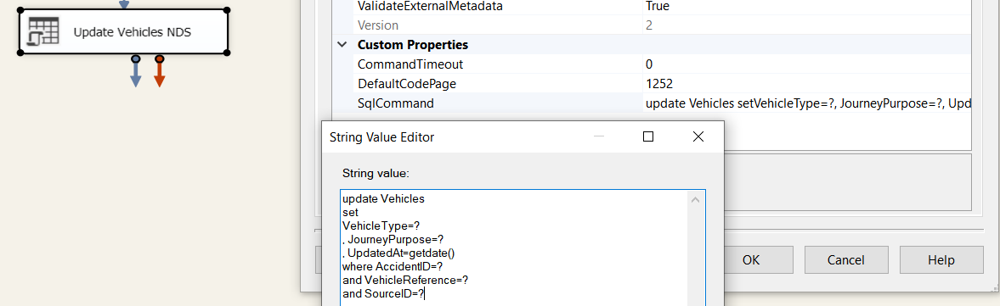 ValidateExternalMetadata True
Version 2
Update Vehicles NDS
Custom Properties
CommandTimeout 0
DefaultCodePage 1252
SqlCommand update Vehicles setVehicleType=?, JourneyPurpose=?, Upd
String Value Editor
String value:
update Vehicles
set
VehicleType=?
, JourneyPurpose=?
, UpdatedAt=getdate()
where AccidentID=?
and VehicleReference=?
and SourceID=?
OK Cancel Help